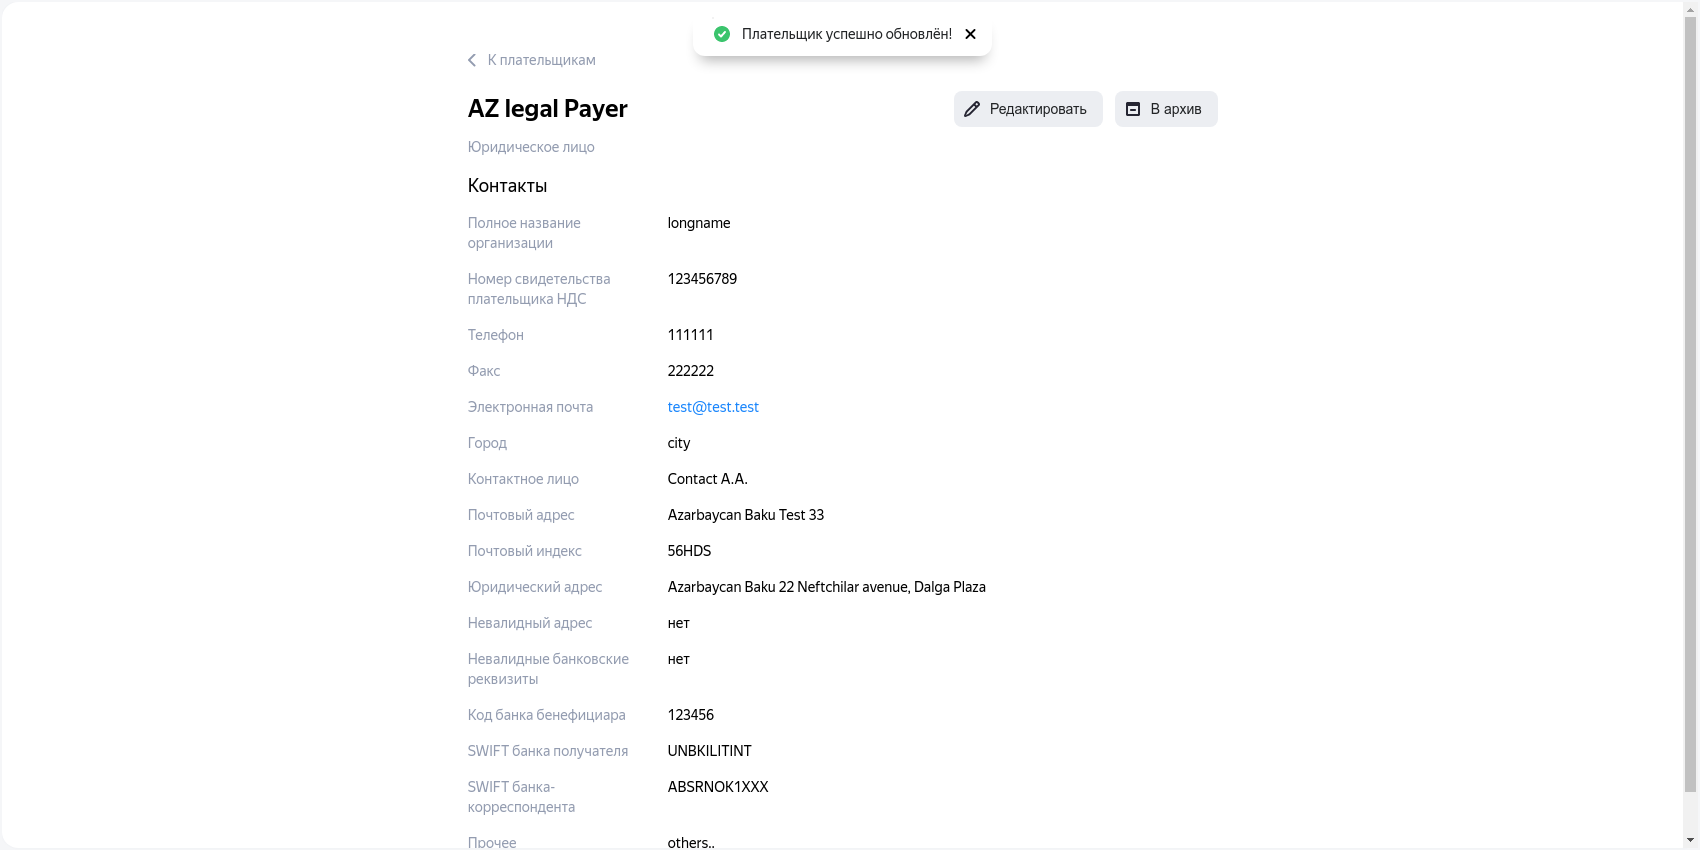 Плательщик успешно обновлён!
К плательщикам
AZ legal Payer
Редактировать
В архив
Юридическое лицо
Контакты
Полное название
организации
longname
Номер свидетельства
плательщика НДС
123456789
Телефон
111111
Факс
222222
Электронная почта
test@test.test
Город
city
Контактное лицо
Contact A.A.
Почтовый адрес
Azarbaycan Baku Test 33
Почтовый индекс
56HDS
Юридический адрес
Azarbaycan Baku 22 Neftchilar avenue, Dalga Plaza
Невалидный адрес
нет
Невалидные банковские
реквизиты
нет
Код банка бенефициара
123456
SWIFT банка получателя
UNBKILITINT
SWIFT банка-
корреспондента
ABSRNOK1XXX
Прочее
others..